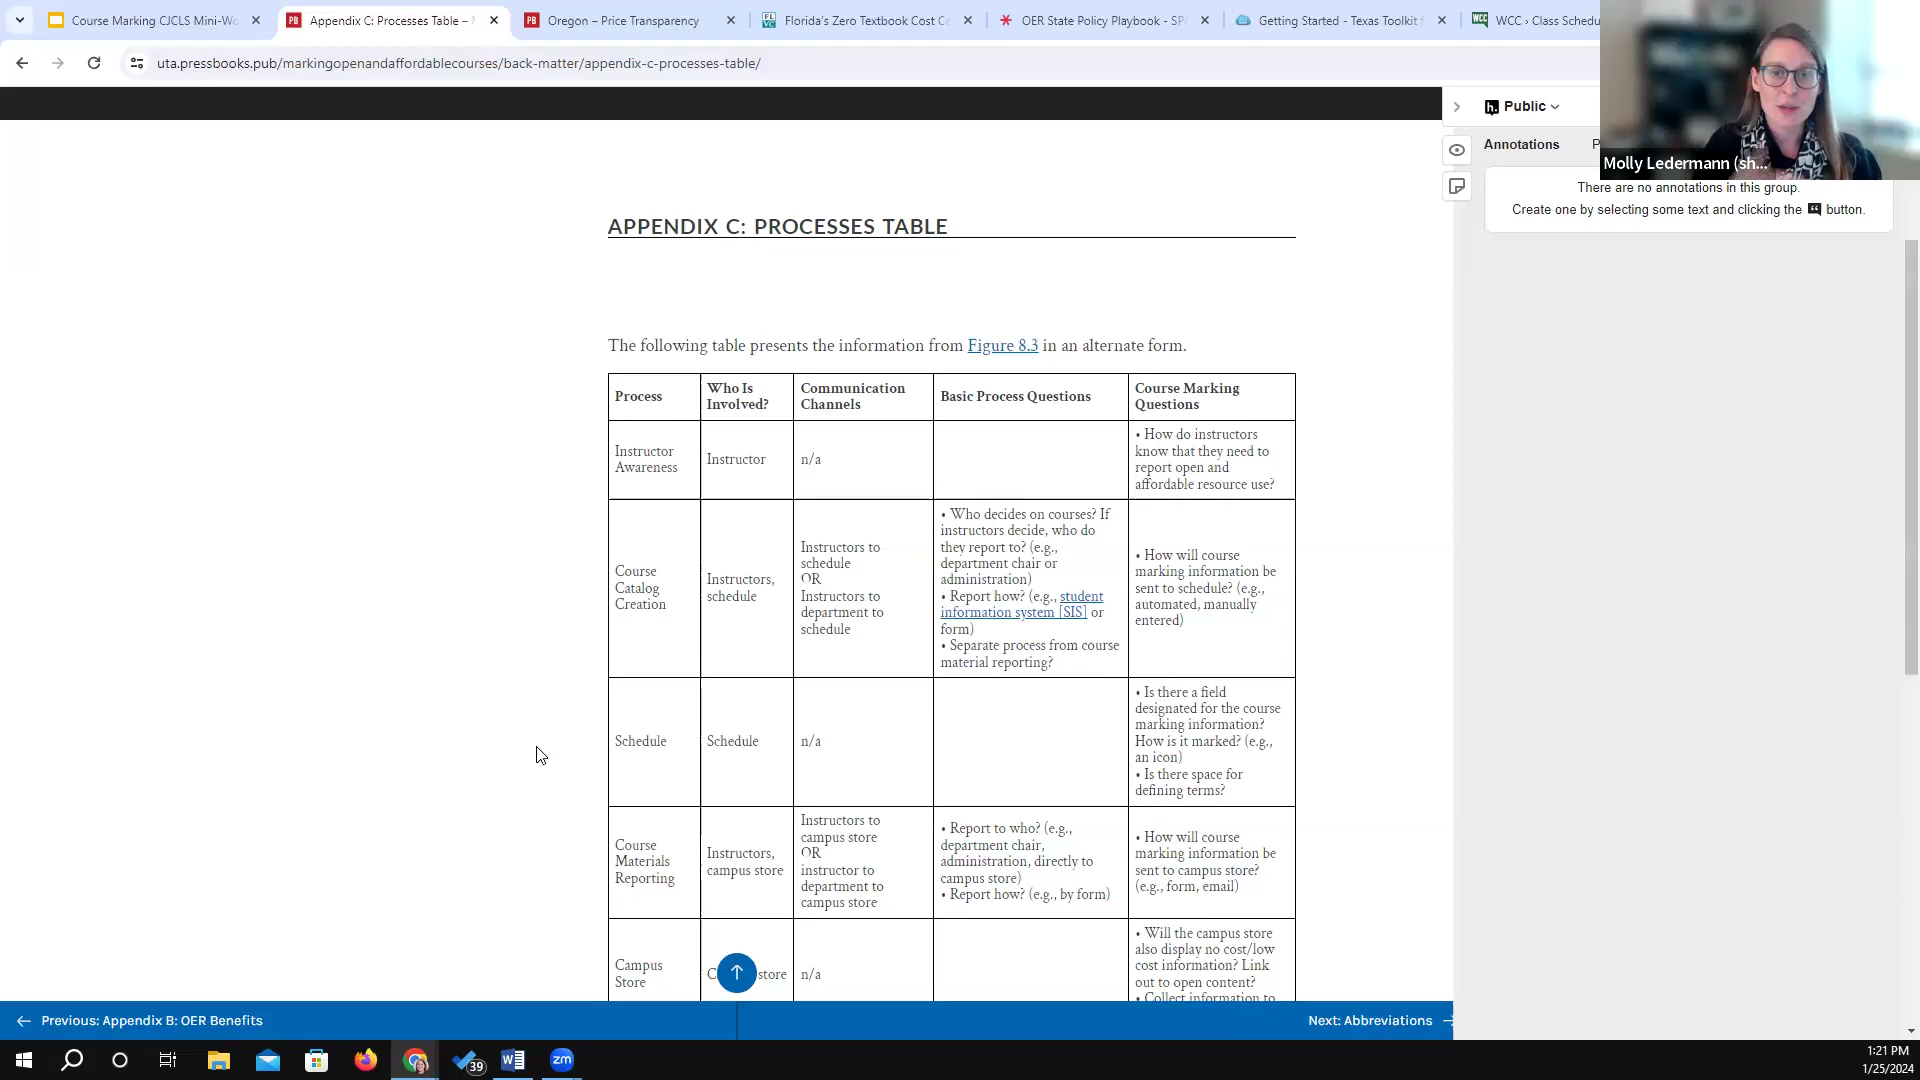 Course Marking CJCLS Mini-Wo
Appendix C: Processes Table –
Oregon – Price Transparency
Florida's Zero Textbook Cost Co
OER State Policy Playbook - SPA
Getting Started - Texas Toolkit f
WCC › Class Schedu
uta.pressbooks.pub/markingopenandaffordablecourses/back-matter/appendix-c-processes-table/
Public
Annotations
Molly Ledermann (sh...
There are no annotations in this group.
Create one by selecting some text and clicking the button.
APPENDIX C: PROCESSES TABLE
The following table presents the information from Figure 8.3 in an alternate form.
Process
Who Is
Involved?
Communication
Channels
Basic Process Questions
Course Marking
Questions
Instructor
Awareness
Instructor
n/a
• How do instructors
know that they need to
report open and
affordable resource use?
Course
Catalog
Creation
Instructors,
schedule
Instructors to
schedule
OR
Instructors to
department to
schedule
• Who decides on courses? If
instructors decide, who do
they report to? (e.g.,
department chair or
administration)
• Report how? (e.g., student
information system [SIS] or
form)
• Separate process from course
material reporting?
• How will course
marking information be
sent to schedule? (e.g.,
automated, manually
entered)
Schedule
Schedule
n/a
• Is there a field
designated for the course
marking information?
How is it marked? (e.g.,
an icon)
• Is there space for
defining terms?
Course
Materials
Reporting
Instructors,
campus store
Instructors to
campus store
OR
instructor to
department to
campus store
• Report to who? (e.g.,
department chair,
administration, directly to
campus store)
• Report how? (e.g., by form)
• How will course
marking information be
sent to campus store?
(e.g., form, email)
Campus
Store
store
n/a
• Will the campus store
also display no cost/low
cost information? Link
out to open content?
• Collect information to
← Previous: Appendix B: OER Benefits
Next: Abbreviations →
39
zm
1:21 PM
1/25/2024